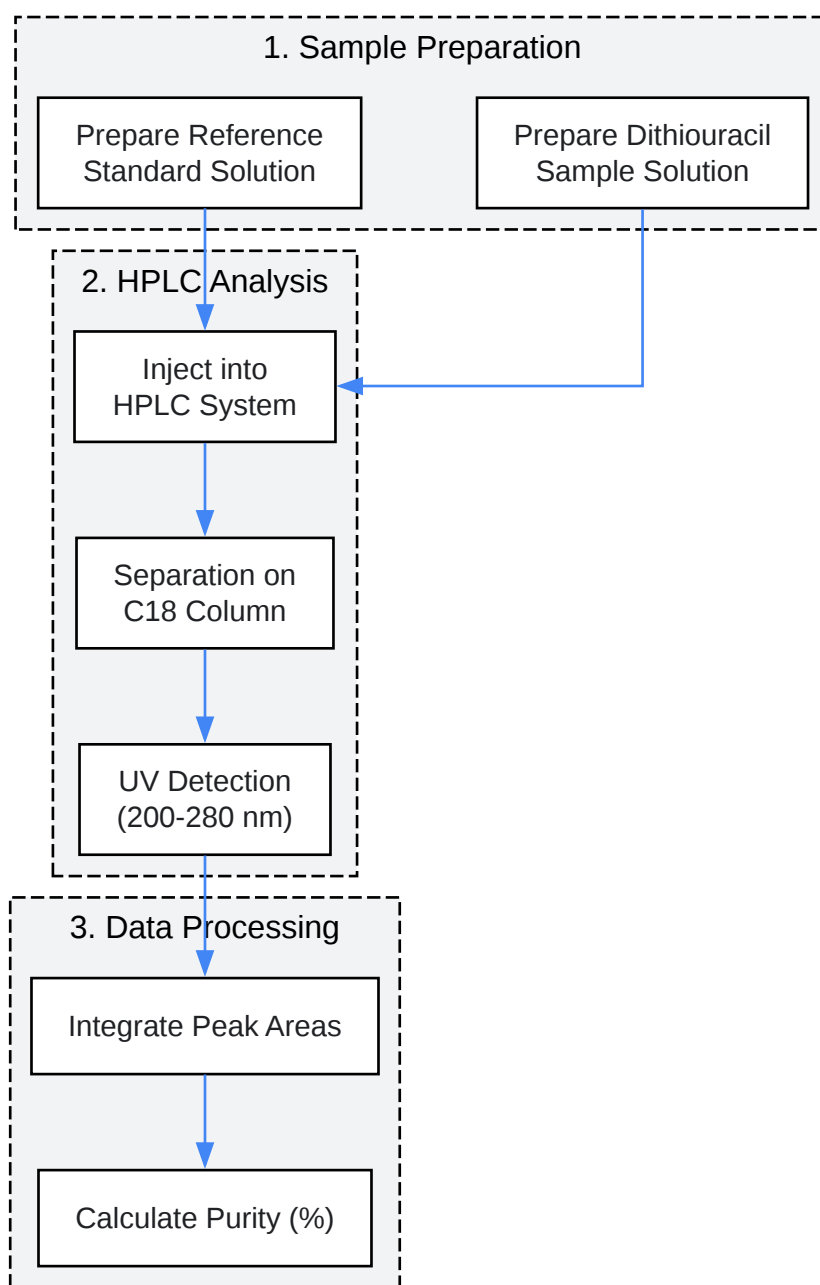 1. Sample Preparation
Prepare Reference
Standard Solution
Prepare Dithiouracil
Sample Solution
2. HPLC Analysis
Inject into
HPLC System
Separation on
C18 Column
UV Detection
(200-280 nm)
3. Data Processing
Integrate Peak Areas
Calculate Purity (%)